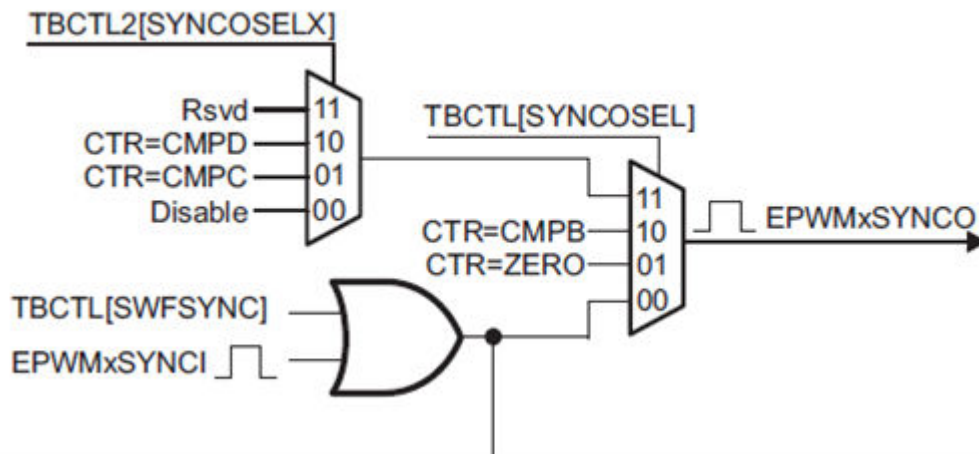 TBCTL2[SYNCOSELX]
Rsvd 11
CTR=CMPD 10
CTR=CMPC 01
Disable 00
TBCTL[SYNCOSEL]
11
CTR=CMPB 10
CTR=ZERO 01
00
EPWMxSYNCO
TBCTL[SWFSYNC]
EPWMxSYNCI